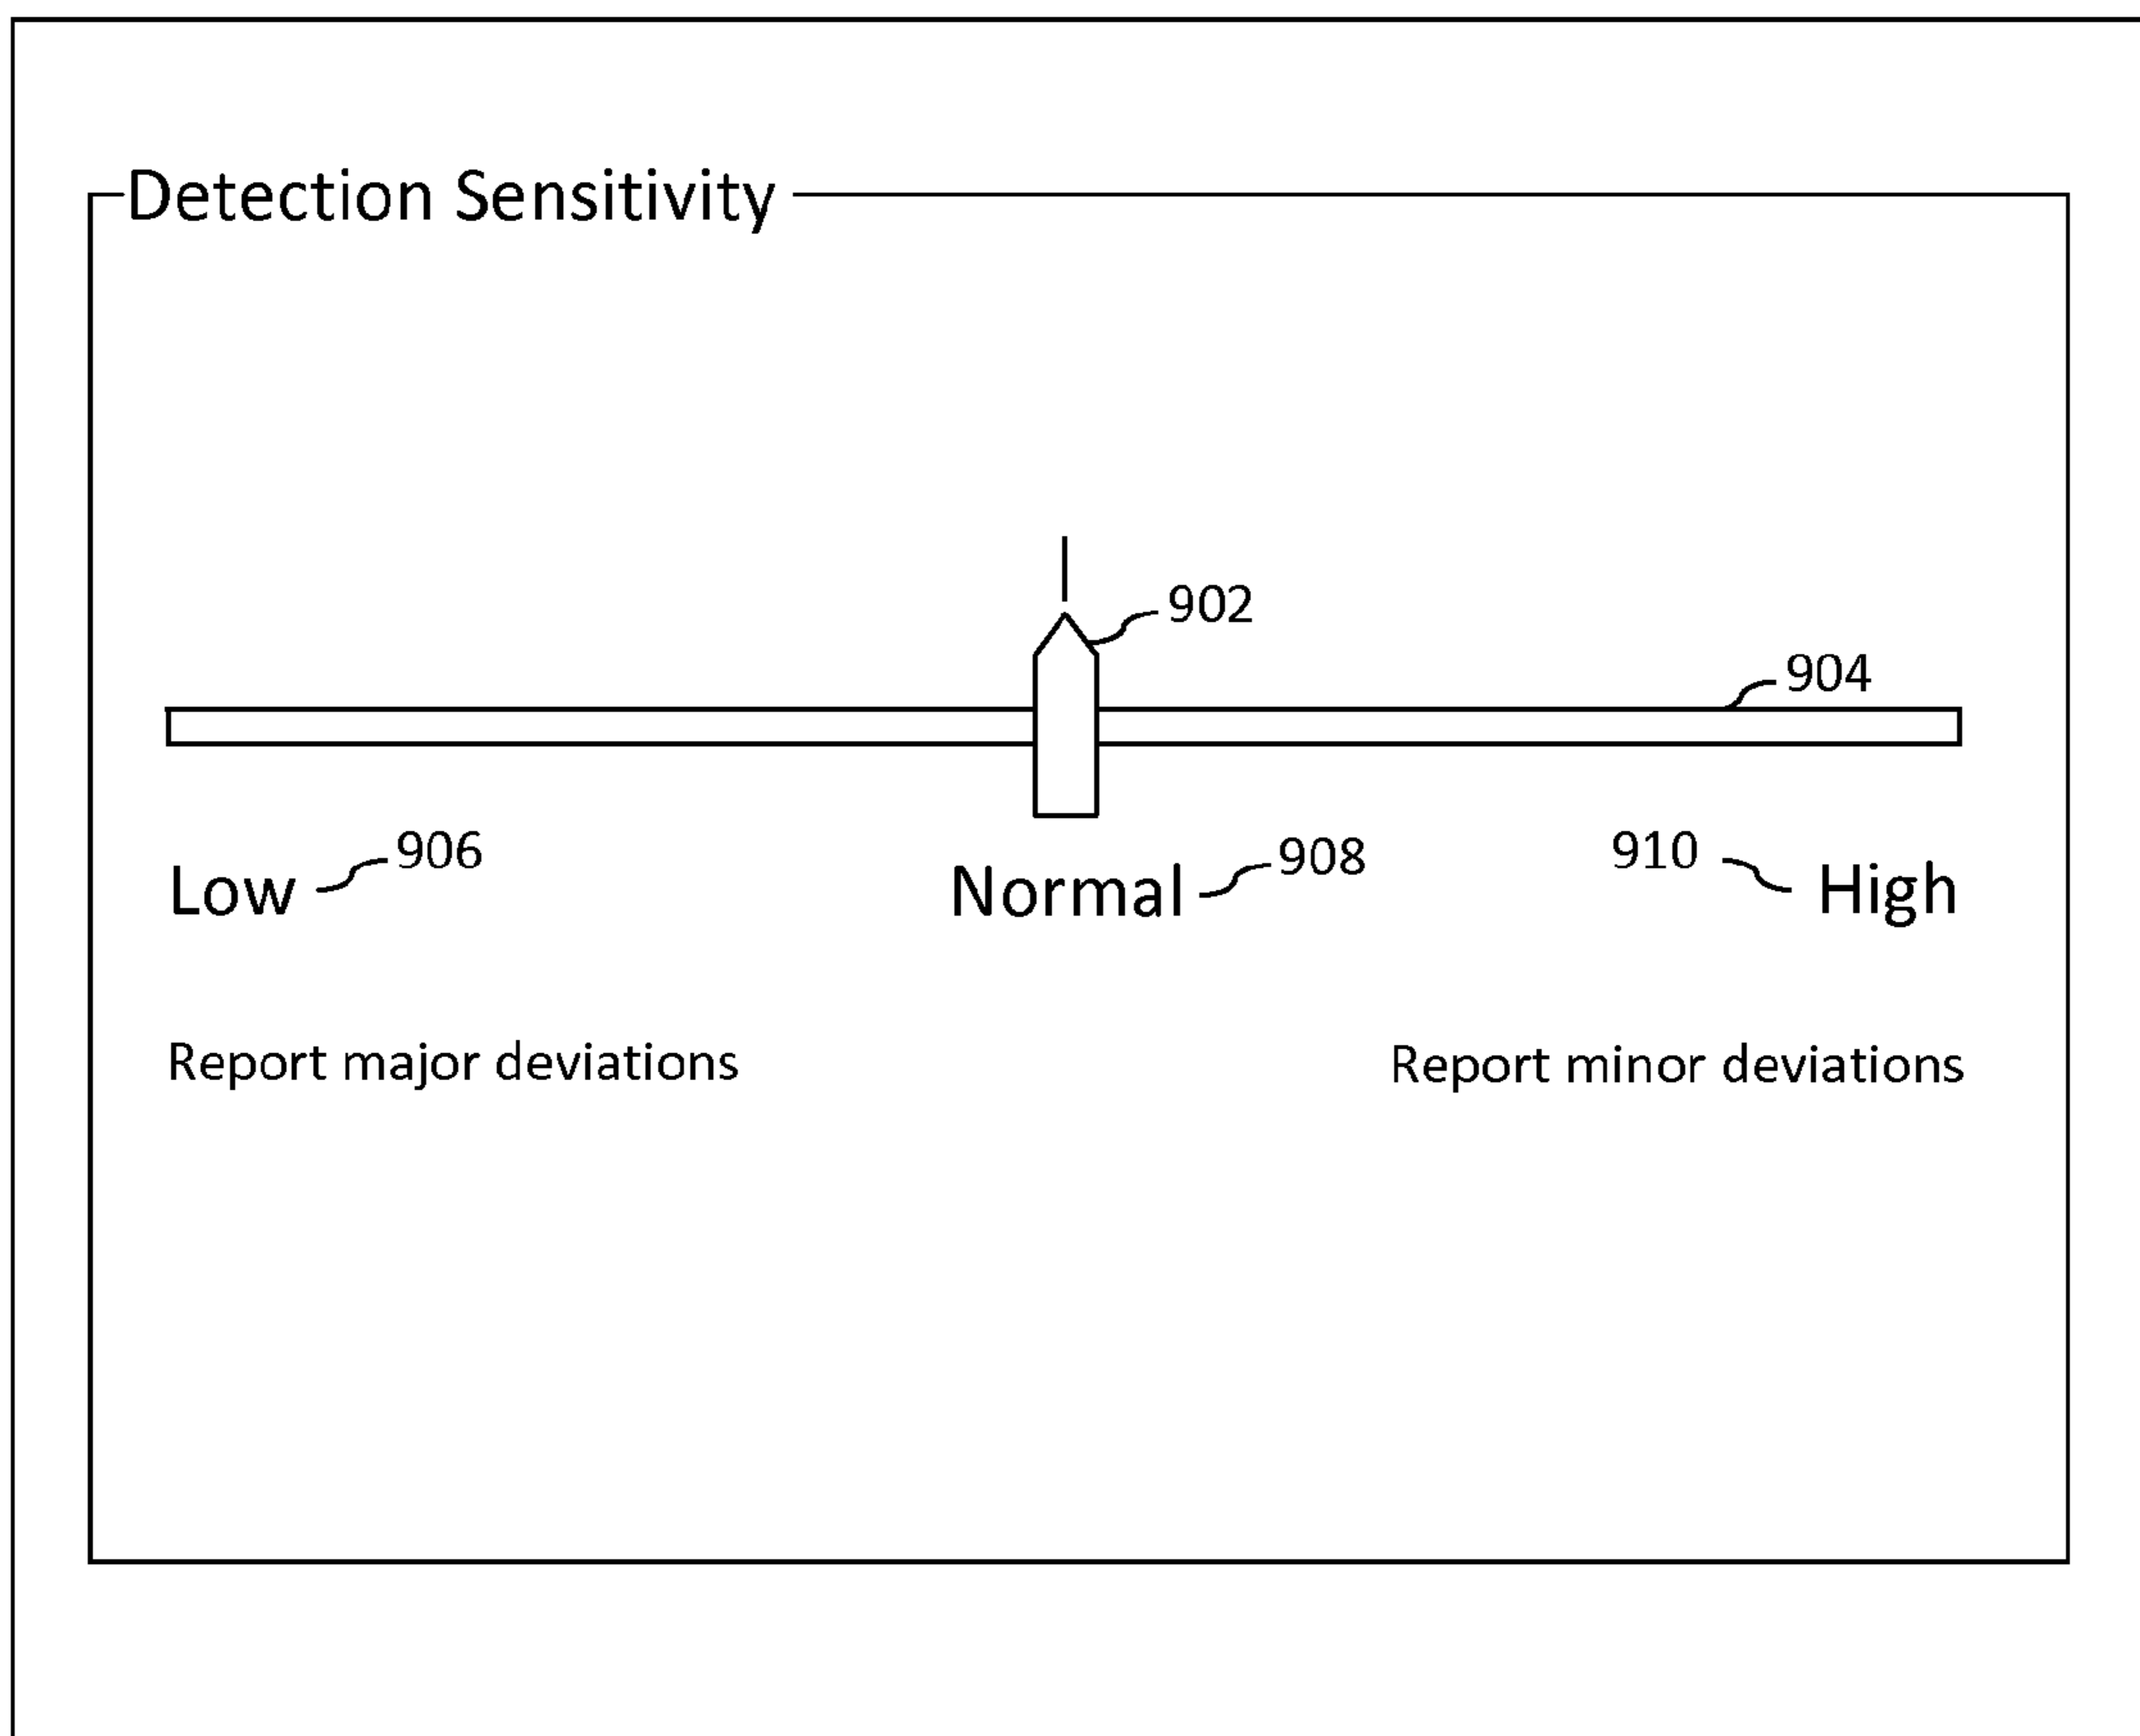 Detection Sensitivity
902
904
906
908
910
Low
Normal
High
Report major deviations
Report minor deviations